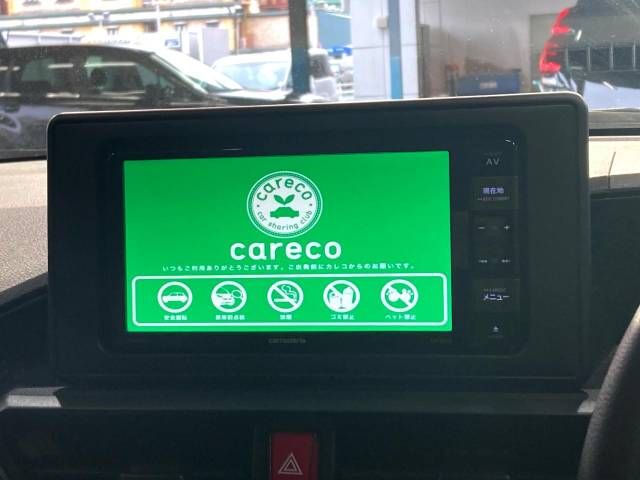 careco
car sharing club
careco
いつもご利用ありがとうございます。ご出発前にカレコからのお願いです。
安全運転
禁煙
ゴミ禁止
ペット禁止
carrozzeria
AV
現在地
−
+
メニュー